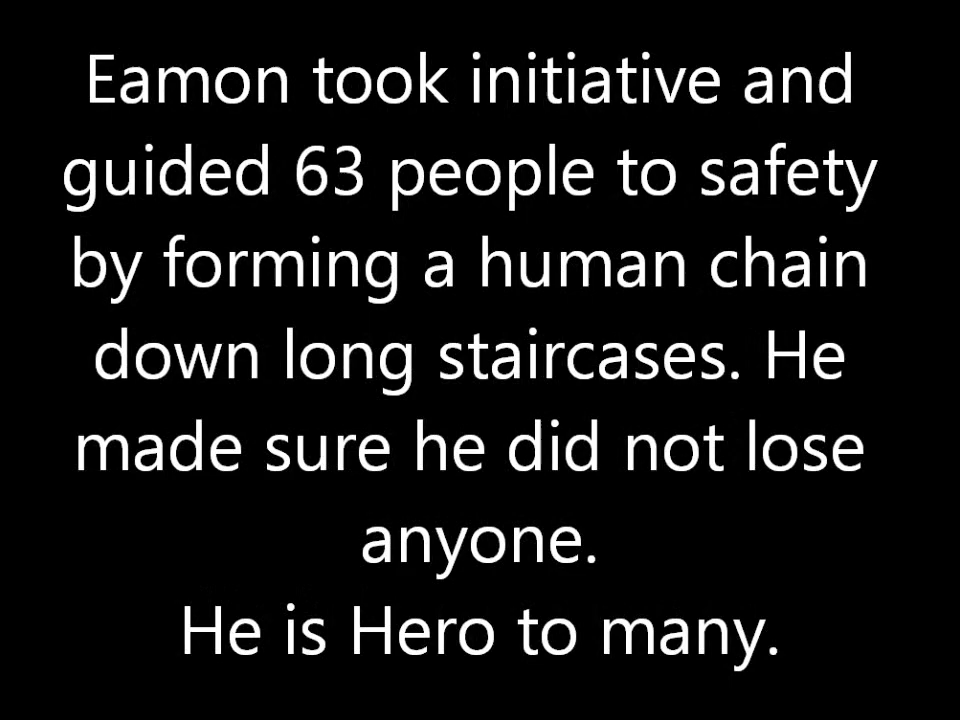 Eamon took initiative and
guided 63 people to safety
by forming a human chain
down long staircases. He
made sure he did not lose
anyone.
He is Hero to many.